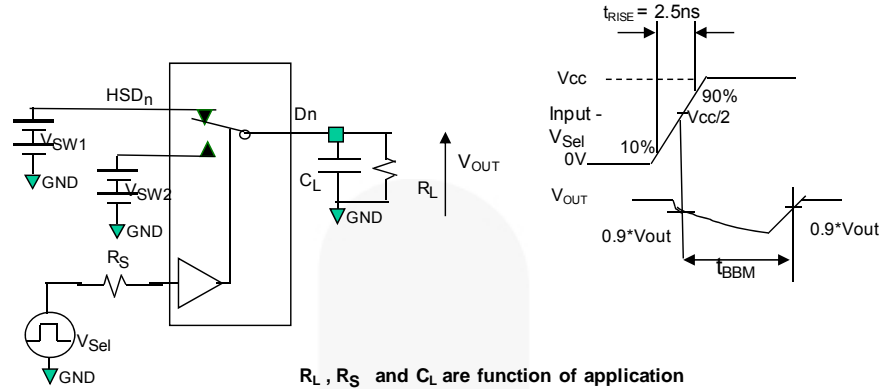 HSDn
Dn
VSW1
GND
VSW2
GND
RS
VSel
GND
CL
GND
RL
VOUT
tRISE = 2.5ns
Vcc
90%
Input -
VSel
Vcc/2
10%
0V
VOUT
0.9*Vout
0.9*Vout
tBBM
RL , RS and CL are function of application